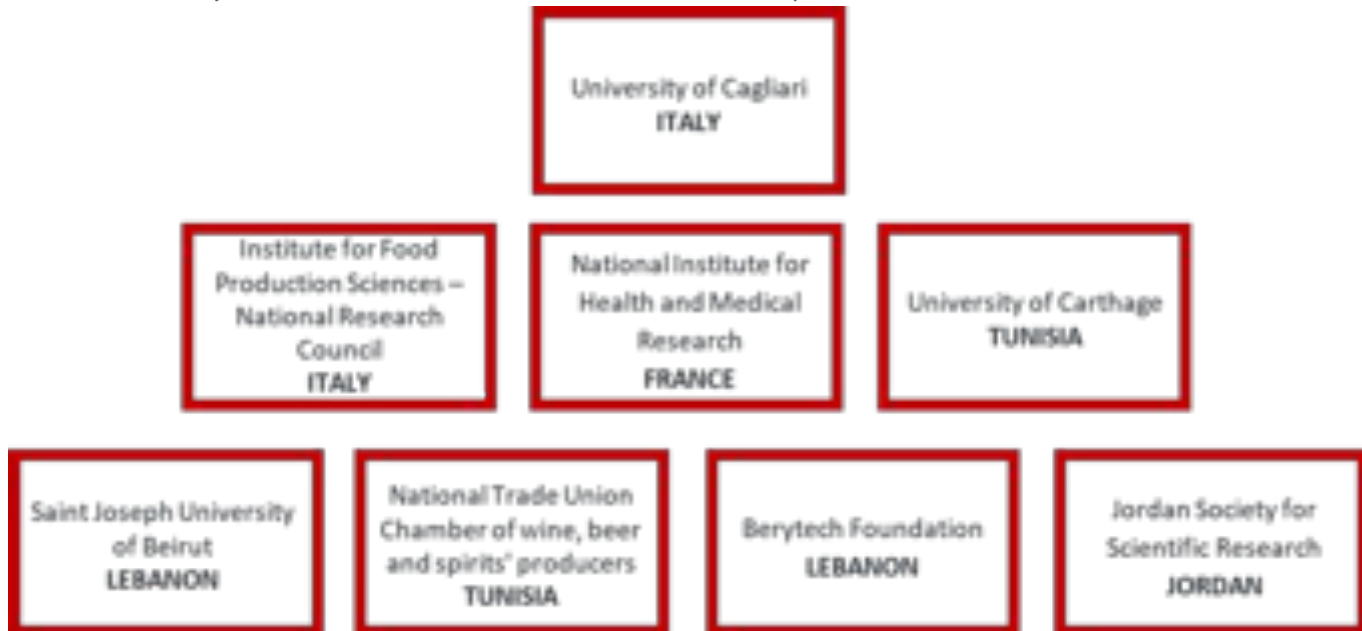 University of Cagliari
ITALY
Institute for Food
Production Sciences –
National Research
Council
ITALY
National Institute for
Health and Medical
Research
FRANCE
University of Carthage
TUNISIA
Saint Joseph University
of Beirut
LEBANON
National Trade Union
Chamber of wine, beer
and spirits' producers
TUNISIA
Berytech Foundation
LEBANON
Jordan Society for
Scientific Research
JORDAN